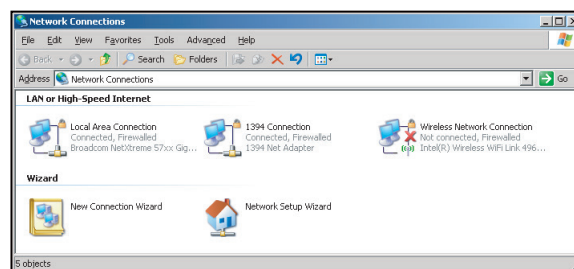 Network Connections
File Edit View Favorites Tools Advanced Help
Back Search Folders
Address Network Connections Go
LAN or High-Speed Internet
Local Area Connection
Connected, Firewalled
Broadcom NetXtreme 57xx Gig...
1394 Connection
Connected, Firewalled
1394 Net Adapter
Wireless Network Connection
Not connected, Firewalled
Intel(R) Wireless WiFi Link 496...
Wizard
New Connection Wizard
Network Setup Wizard
5 objects